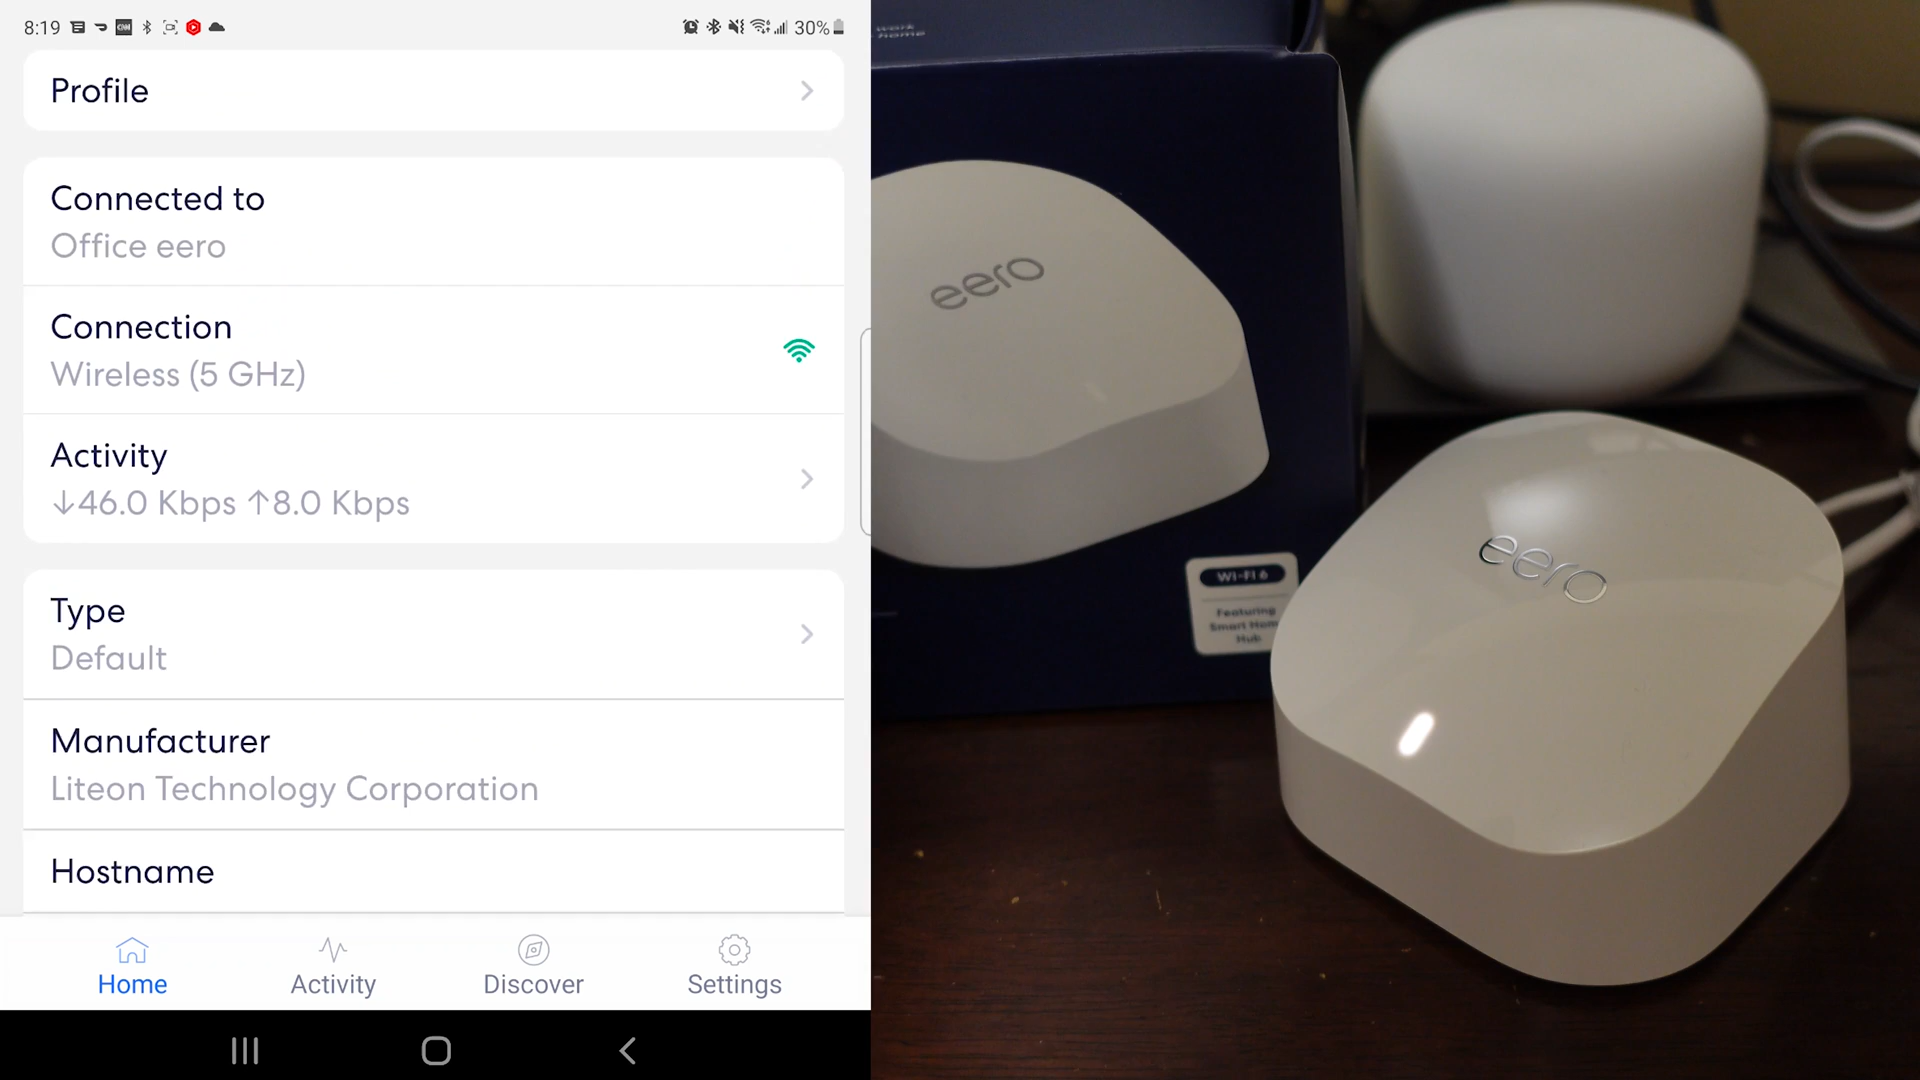 8:19
30%
Profile
Connected to
Office eero
Connection
Wireless (5 GHz)
Activity
↓46.0 Kbps ↑8.0 Kbps
Type
Default
Manufacturer
Liteon Technology Corporation
Hostname
Home
Activity
Discover
Settings
work
home
eero
WI-FI 6
Featuring
Smart Hom
Hub
eero